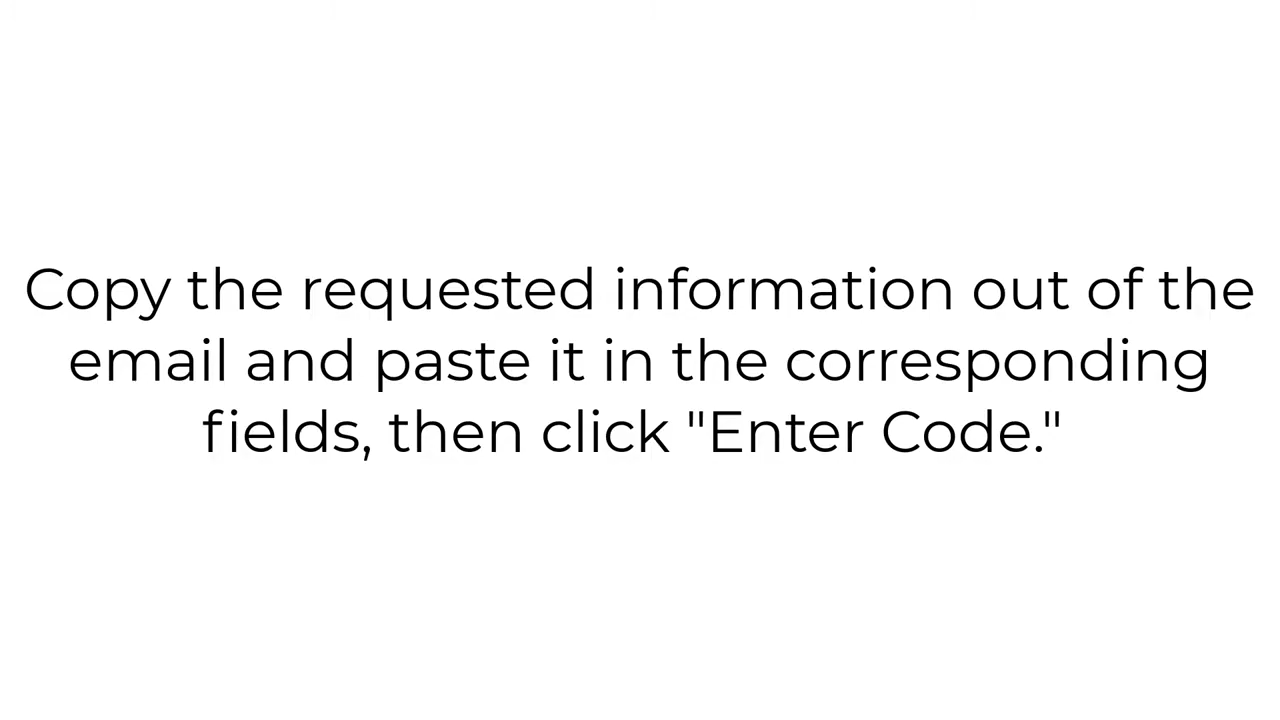 Copy the requested information out of the
email and paste it in the corresponding
fields, then click "Enter Code."